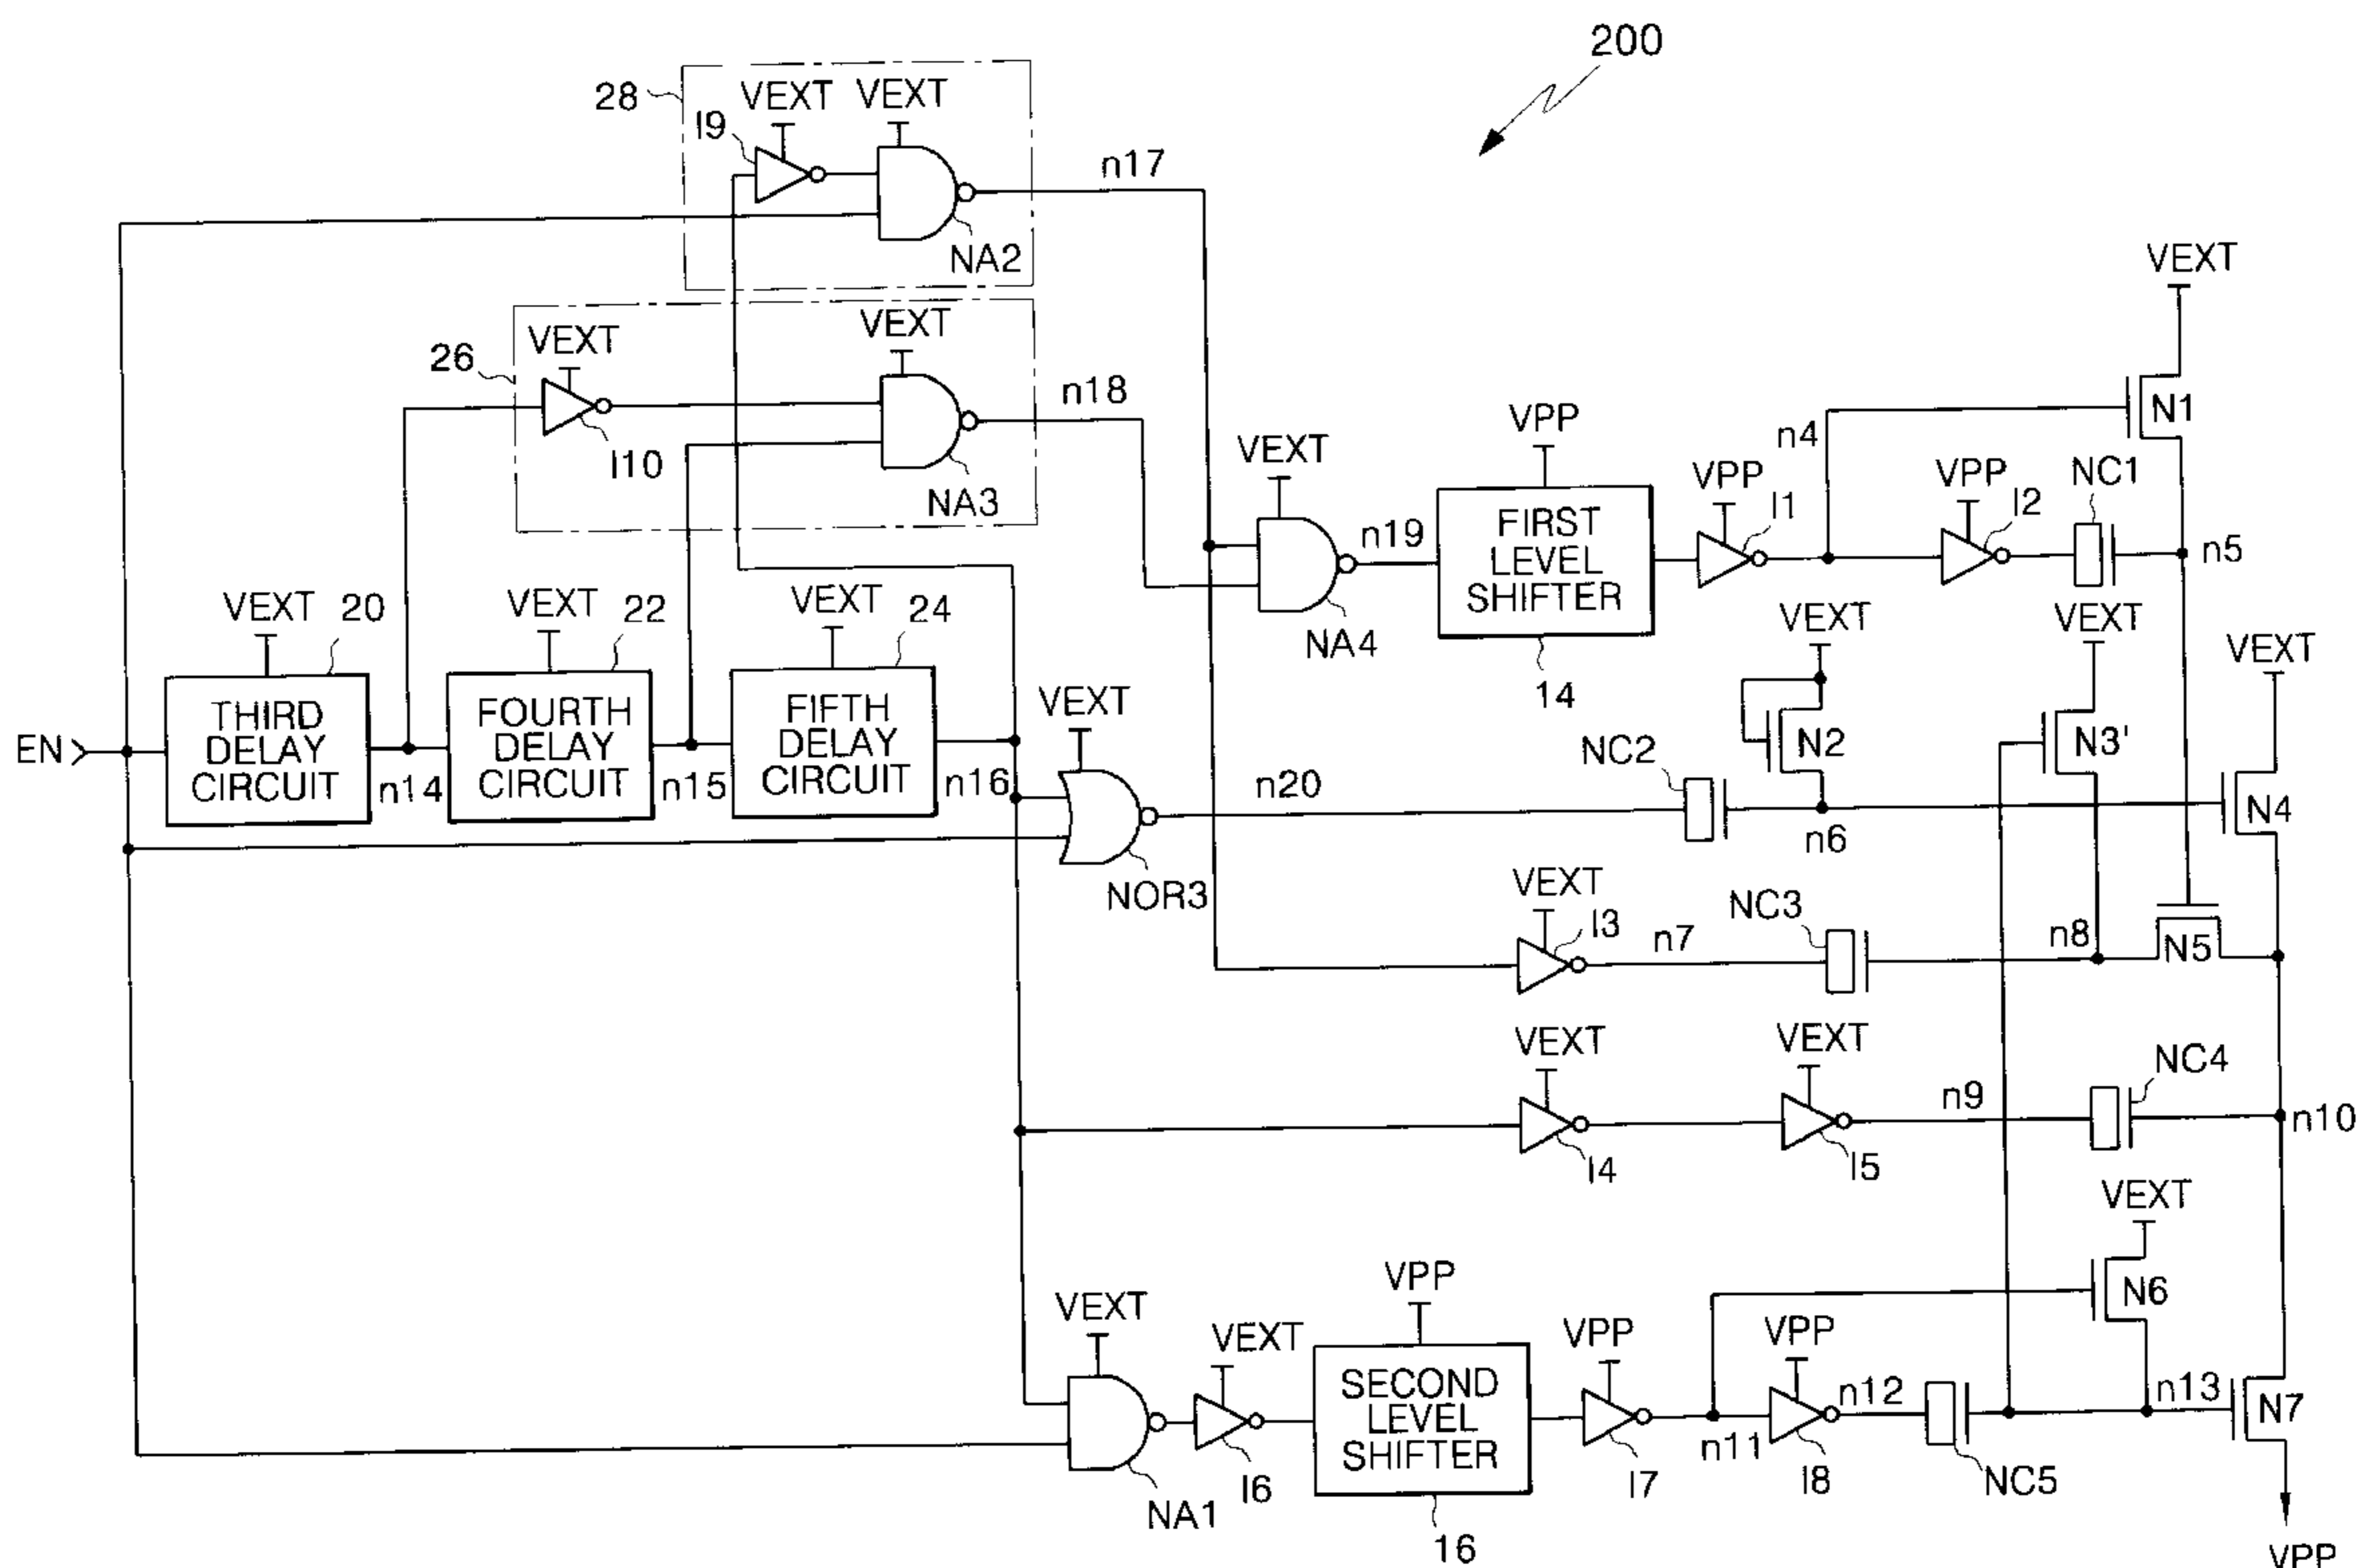 200
28
VEXT VEXT
I9
n17
NA2
VEXT
VEXT
26
VEXT
n18
I10
NA3
VEXT
VPP
n4
N1
VPP
VPP
NC1
n19
FIRST
LEVEL
SHIFTER
I1
I2
n5
NA4
14
VEXT 20
VEXT 22
VEXT 24
VEXT
VEXT
VEXT
THIRD
DELAY
CIRCUIT
FOURTH
DELAY
CIRCUIT
FIFTH
DELAY
CIRCUIT
EN
n14
n15
n16
VEXT
NC2
N2
N3'
n20
n6
N4
NOR3
VEXT
I3
NC3
n7
n8
N5
VEXT
VEXT
NC4
n9
n10
I4
I5
VEXT
VPP
N6
VEXT
VEXT
VPP
VPP
SECOND
LEVEL
SHIFTER
n12
n13
N7
n11
NA1
I6
I7
I8
NC5
16
VPP